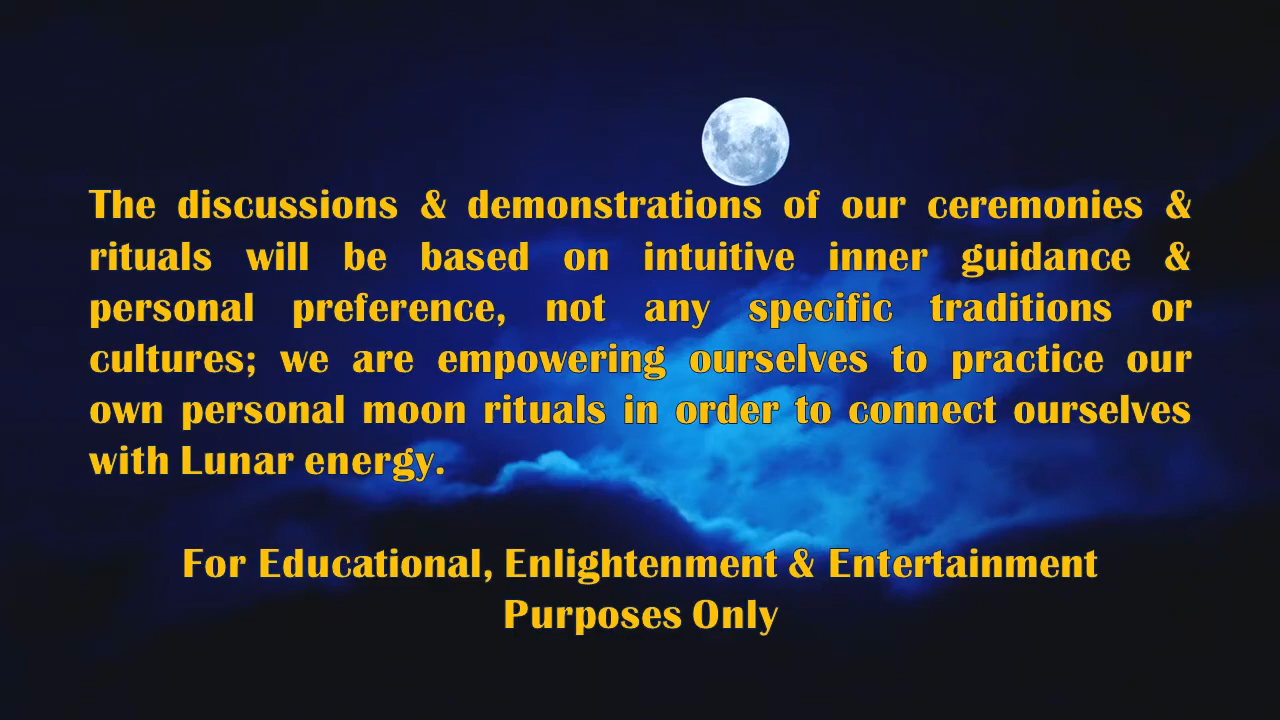 The discussions & demonstrations of our ceremonies &
rituals will be based on intuitive inner guidance &
personal preference, not any specific traditions or
cultures; we are empowering ourselves to practice our
own personal moon rituals in order to connect ourselves
with Lunar energy.
For Educational, Enlightenment & Entertainment
Purposes Only